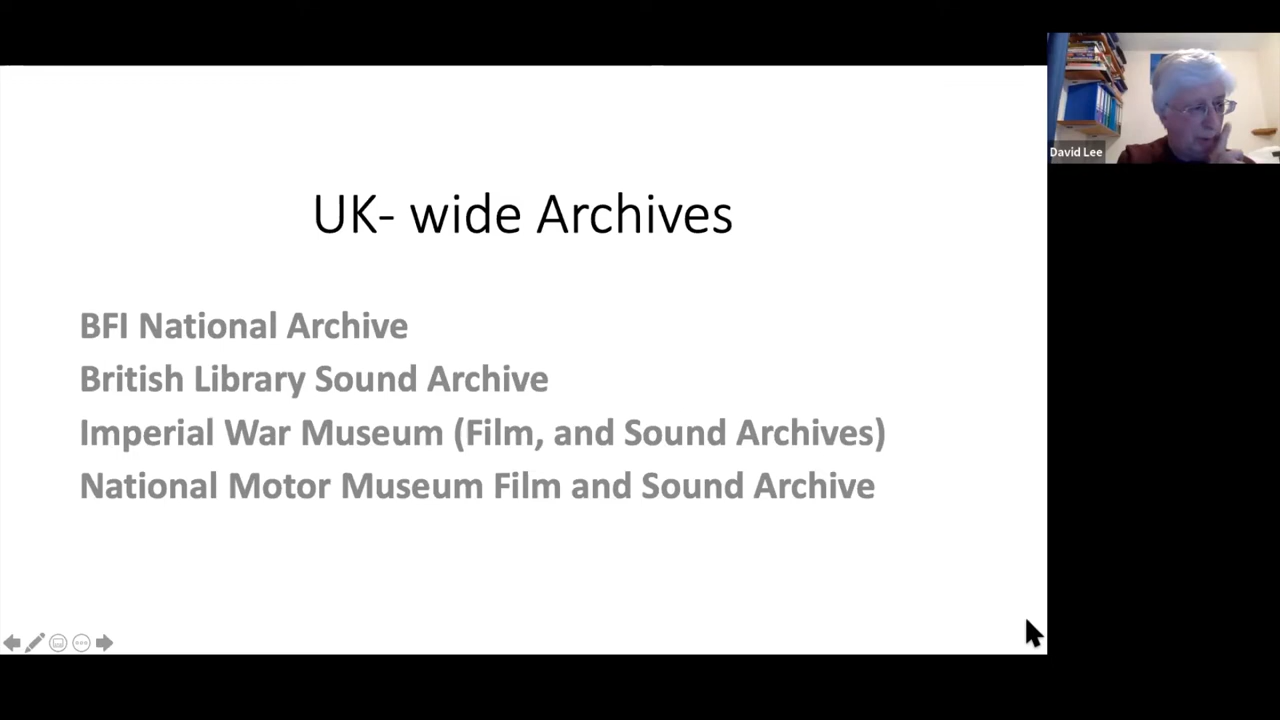 UK- wide Archives
BFI National Archive
British Library Sound Archive
Imperial War Museum (Film, and Sound Archives)
National Motor Museum Film and Sound Archive
David Lee